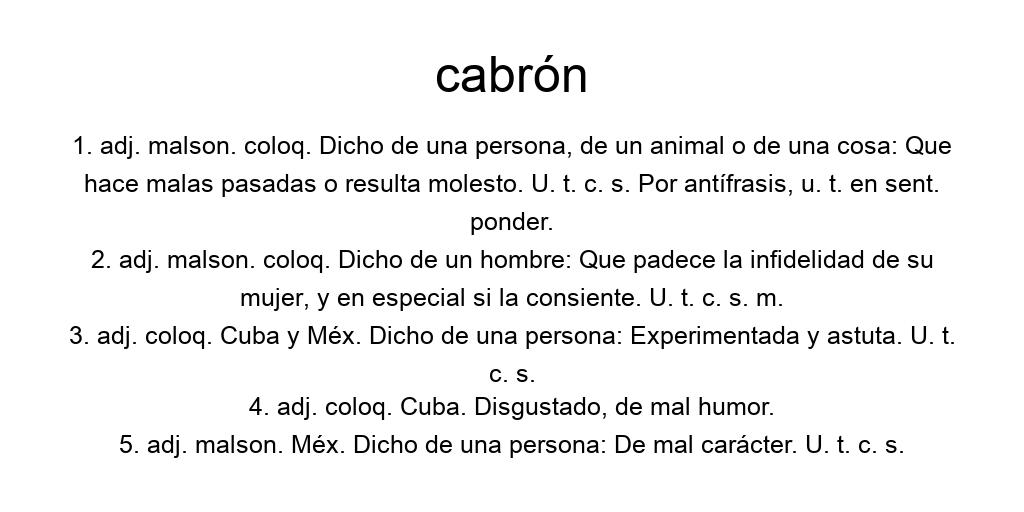 cabrón
1. adj. malson. coloq. Dicho de una persona, de un animal o de una cosa: Que
hace malas pasadas o resulta molesto. U. t. c. s. Por antífrasis, u. t. en sent.
ponder.
2. adj. malson. coloq. Dicho de un hombre: Que padece la infidelidad de su
mujer, y en especial si la consiente. U. t. c. s. m.
3. adj. coloq. Cuba y Méx. Dicho de una persona: Experimentada y astuta. U. t.
c. s.
4. adj. coloq. Cuba. Disgustado, de mal humor.
5. adj. malson. Méx. Dicho de una persona: De mal carácter. U. t. c. s.